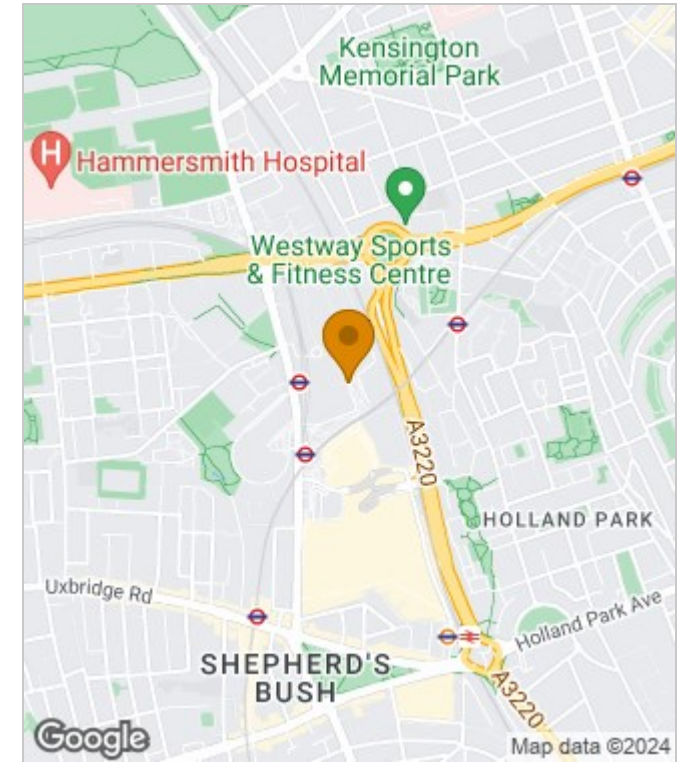 Kensington
Memorial Park
H
Hammersmith Hospital
Westway Sports
& Fitness Centre
A3220
HOLLAND PARK
Uxbridge Rd
Holland Park Ave
SHEPHERD'S
BUSH
A3220
Google
Map data ©2024